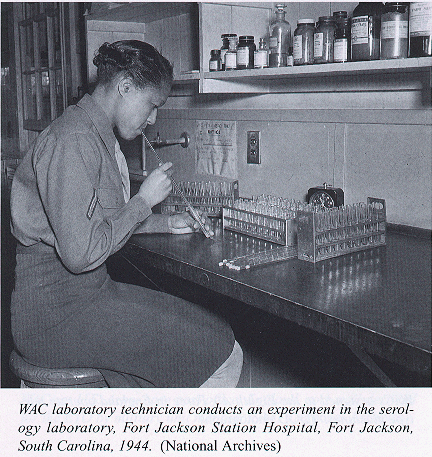 NOTICE
WAC laboratory technician conducts an experiment in the serol-
ogy laboratory, Fort Jackson Station Hospital, Fort Jackson,
South Carolina, 1944. (National Archives)